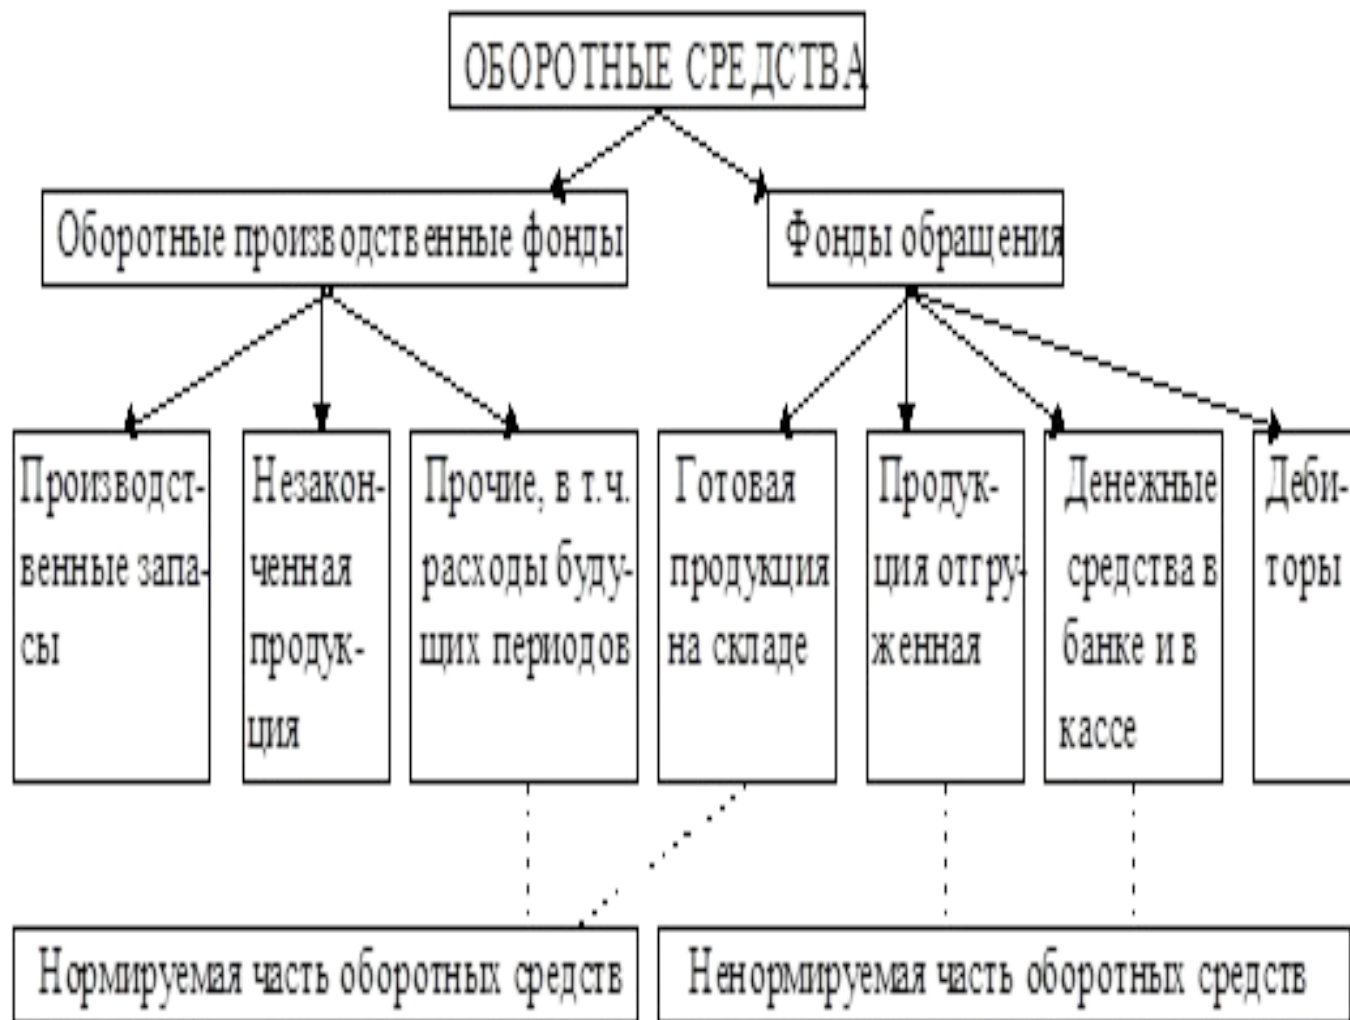 ОБОРОТНЫЕ СРЕДСТВА
Оборотные производственные фонды
Фонды обращения
Производст-
венные запа-
сы
Незакон-
ченная
продук-
ция
Прочие, в т.ч.
расходы буду-
щих периодов
Готовая
продукция
на складе
Продук-
ция отгру-
женная
Денежные
средства в
банке и в
кассе
Деби-
торы
Нормируемая часть оборотных средств
Ненормируемая часть оборотных средств